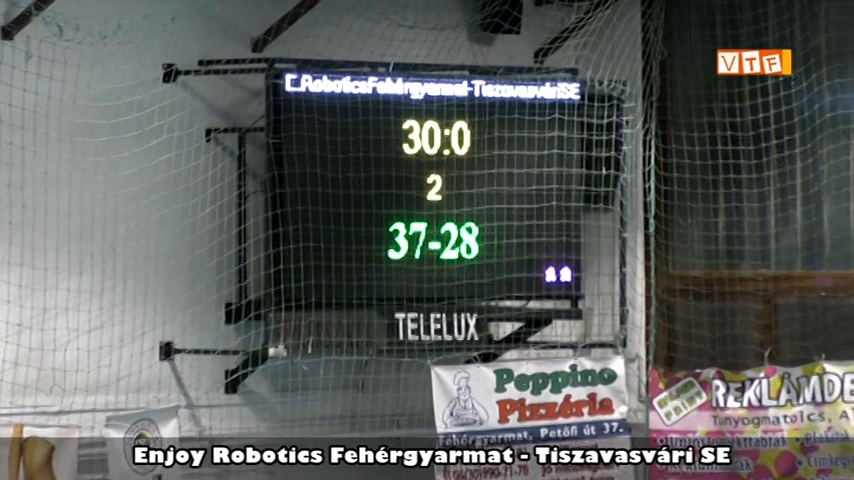 VTF
E.RoboticsFehérgyarmat-TiszavasváriSE
30:0
2
37-28
TELELUX
Peppino
Pizzéria
Fehérgyarmat, Petőfi út 37.
REKLÁMDE
Tunyogmatolcs, A
Enjoy Robotics Fehérgyarmat - Tiszavasvári SE